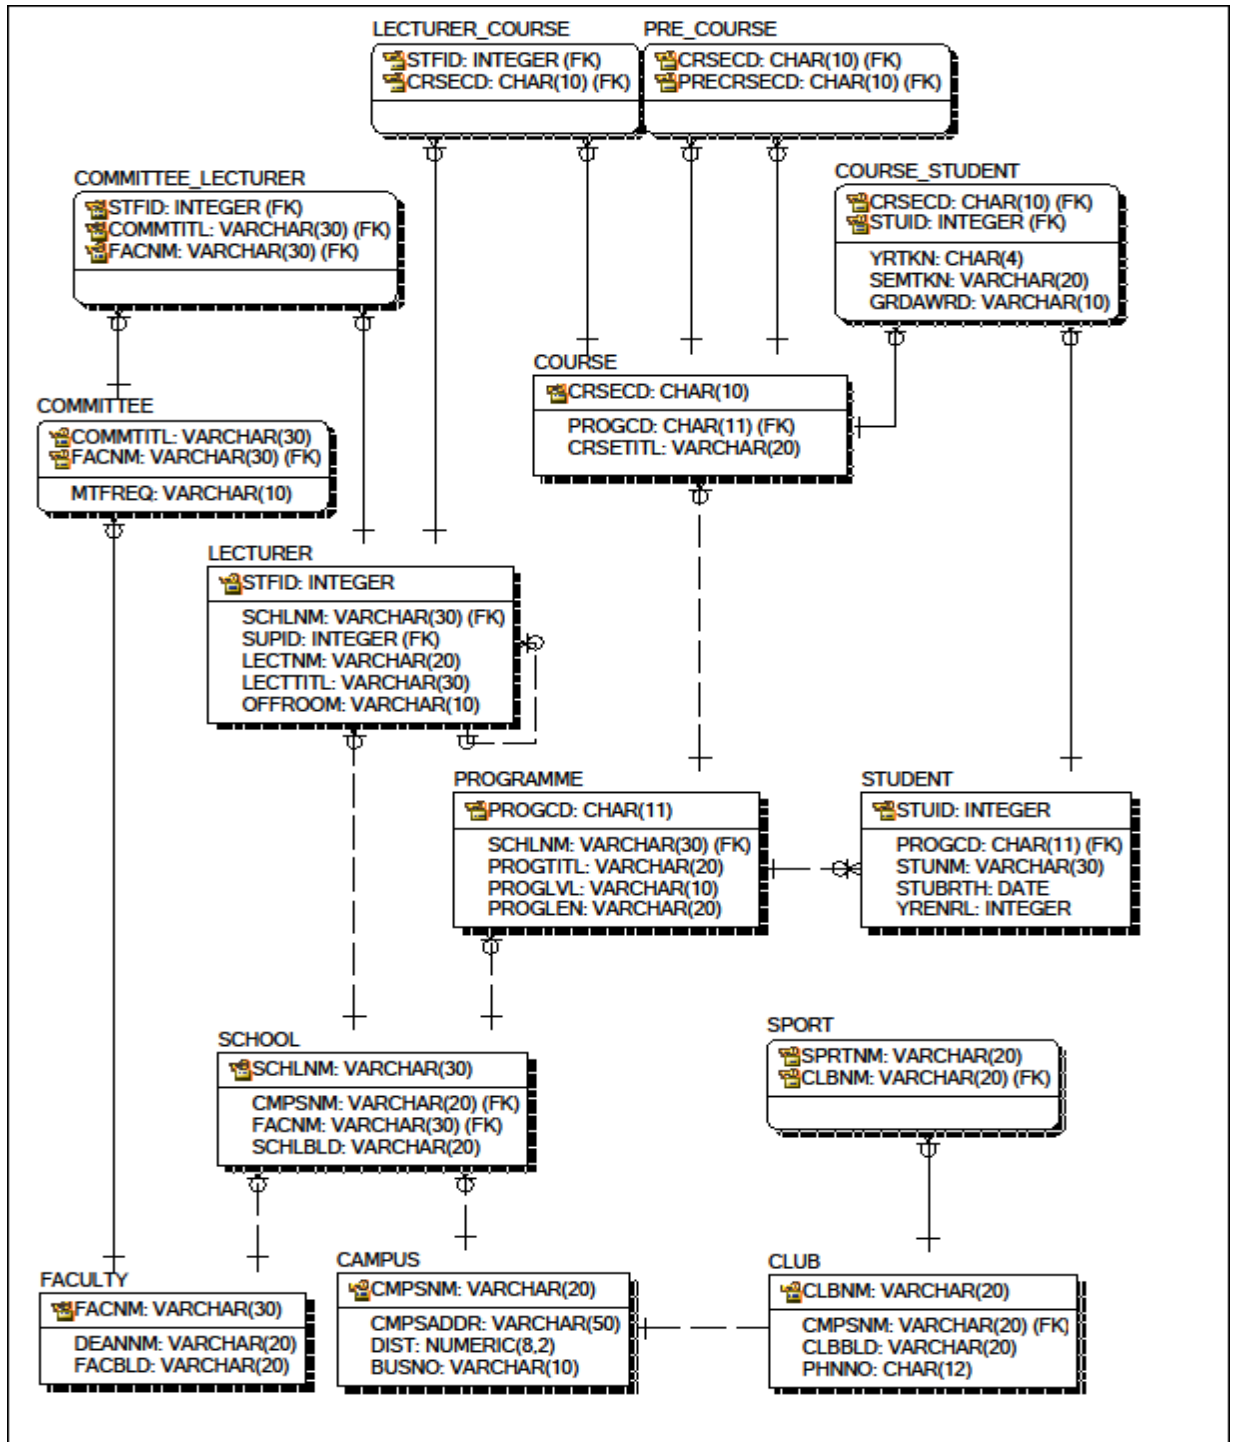 LECTURER_COURSE
STFID: INTEGER (FK)
CRSECD: CHAR(10) (FK)
PRE_COURSE
CRSECD: CHAR(10) (FK)
PRECRSECD: CHAR(10) (FK)
COMMITTEE_LECTURER
STFID: INTEGER (FK)
COMMTITL: VARCHAR(30) (FK)
FACNM: VARCHAR(30) (FK)
COURSE_STUDENT
CRSECD: CHAR(10) (FK)
STUID: INTEGER (FK)
YRTKN: CHAR(4)
SEMTKN: VARCHAR(20)
GRDAWRD: VARCHAR(10)
COURSE
CRSECD: CHAR(10)
PROGCD: CHAR(11) (FK)
CRSETITL: VARCHAR(20)
COMMITTEE
COMMTITL: VARCHAR(30)
FACNM: VARCHAR(30) (FK)
MTFREQ: VARCHAR(10)
LECTURER
STFID: INTEGER
SCHLNM: VARCHAR(30) (FK)
SUPID: INTEGER (FK)
LECTNM: VARCHAR(20)
LECTTITL: VARCHAR(30)
OFFROOM: VARCHAR(10)
PROGRAMME
PROGCD: CHAR(11)
SCHLNM: VARCHAR(30) (FK)
PROGTITL: VARCHAR(20)
PROGLVL: VARCHAR(10)
PROGLEN: VARCHAR(20)
STUDENT
STUID: INTEGER
PROGCD: CHAR(11) (FK)
STUNM: VARCHAR(30)
STUBRTH: DATE
YRENRL: INTEGER
SCHOOL
SCHLNM: VARCHAR(30)
CMPSNM: VARCHAR(20) (FK)
FACNM: VARCHAR(30) (FK)
SCHLBLD: VARCHAR(20)
SPORT
SPRTNM: VARCHAR(20)
CLBNM: VARCHAR(20) (FK)
FACULTY
FACNM: VARCHAR(30)
DEANNM: VARCHAR(20)
FACBLD: VARCHAR(20)
CAMPUS
CMPSNM: VARCHAR(20)
CMPSADDR: VARCHAR(50)
DIST: NUMERIC(8,2)
BUSNO: VARCHAR(10)
CLUB
CLBNM: VARCHAR(20)
CMPSNM: VARCHAR(20) (FK)
CLBBLD: VARCHAR(20)
PHNNO: CHAR(12)